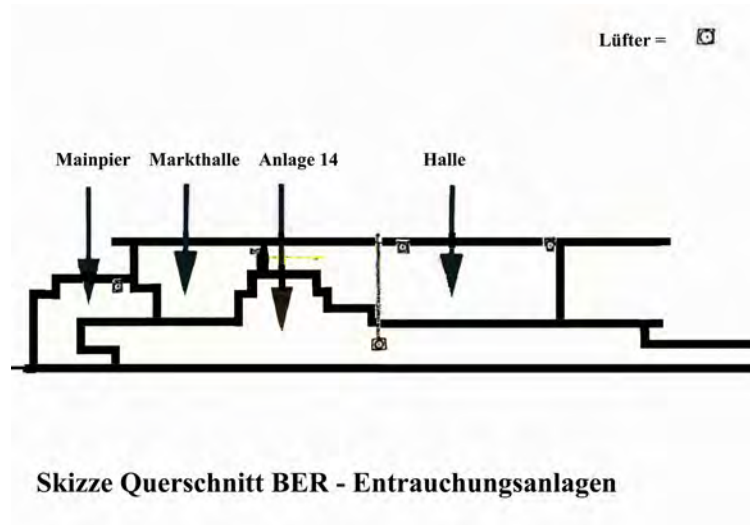 Lüfter =
Mainpier Markthalle Anlage 14 Halle
Skizze Querschnitt BER - Entrauchungsanlagen